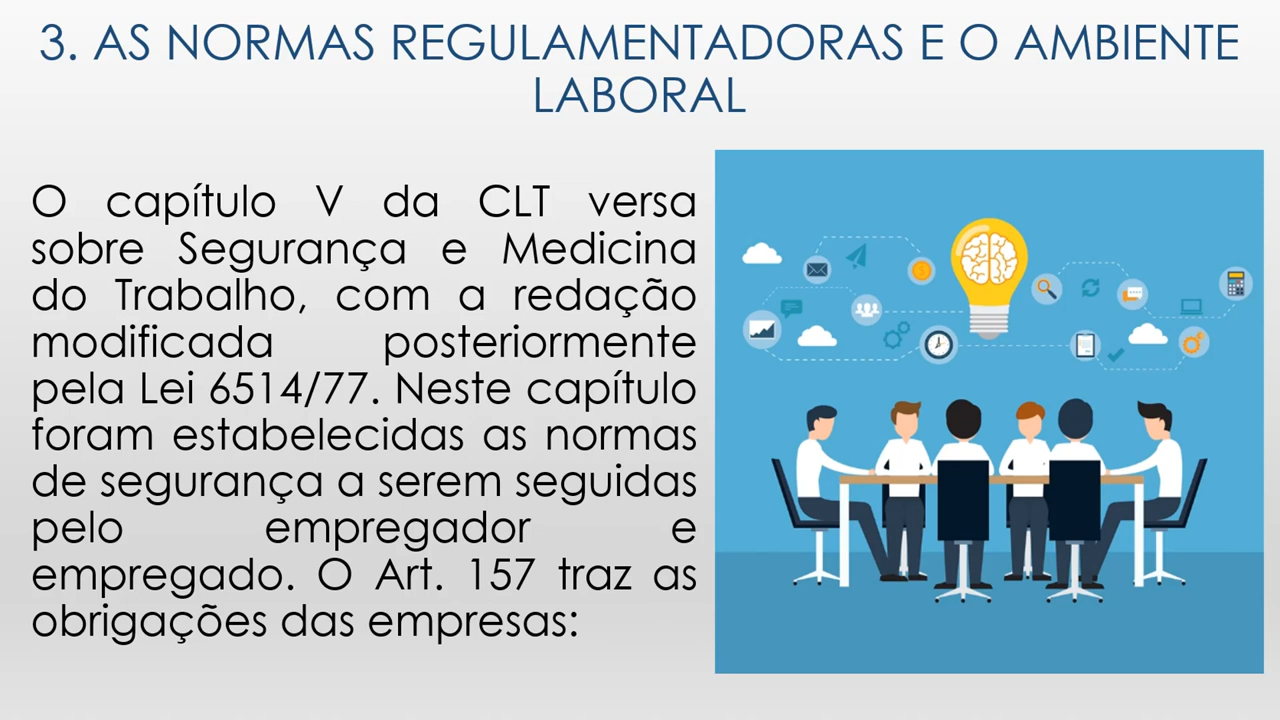 3. AS NORMAS REGULAMENTADORAS E O AMBIENTE
LABORAL
O capítulo V da CLT versa
sobre Segurança e Medicina
do Trabalho, com a redação
modificada posteriormente
pela Lei 6514/77. Neste capítulo
foram estabelecidas as normas
de segurança a serem seguidas
pelo empregador e
empregado. O Art. 157 traz as
obrigações das empresas: